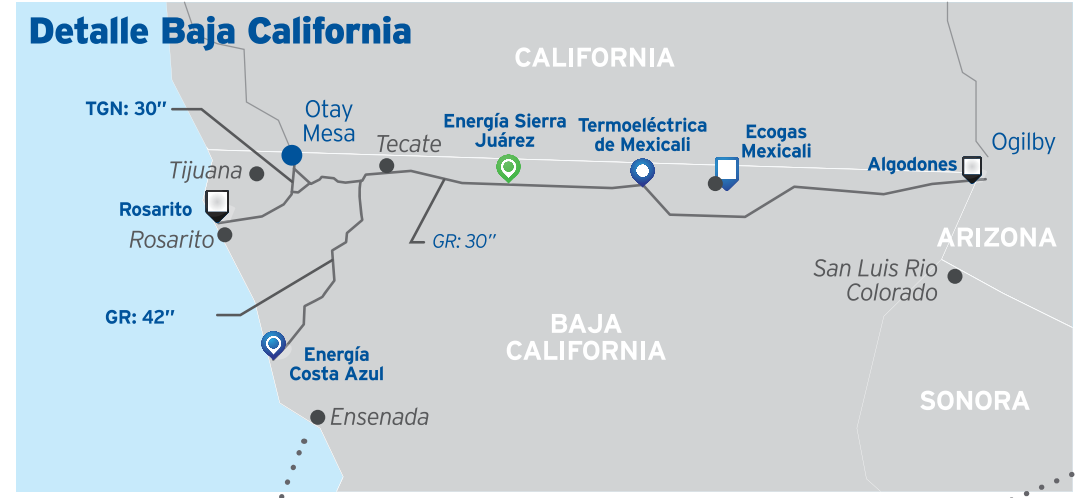 Detalle Baja California
CALIFORNIA
TGN: 30”
Otay
Mesa
Energía Sierra
Juárez
Termoeléctrica
de Mexicali
Ecogas
Mexicali
Ogilby
Tecate
Tijuana
Algodones
Rosarito
Rosarito
GR: 30”
ARIZONA
San Luis Rio
Colorado
GR: 42”
BAJA
CALIFORNIA
Energía
Costa Azul
SONORA
Ensenada